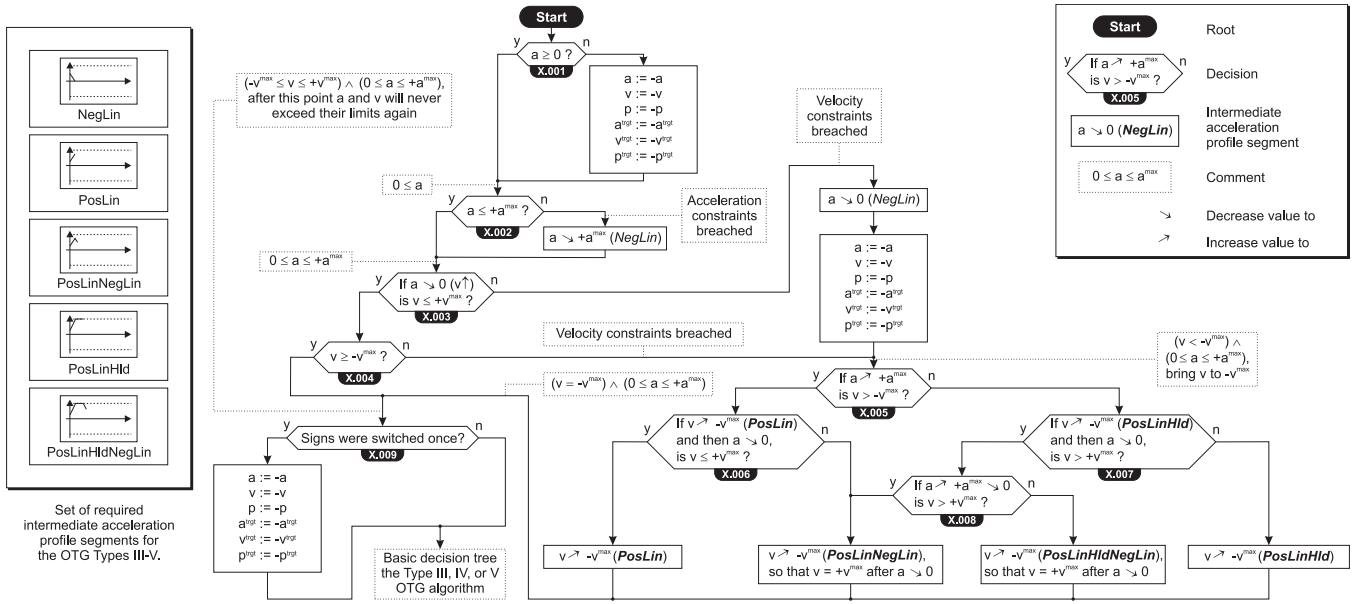 NegLin
PosLin
PosLinNegLin
PosLinHld
PosLinHldNegLin
Set of required
intermediate acceleration
profile segments for
the OTG Types III-V.
Start
y
n
a ≥ 0 ?
X.001
a := -a
v := -v
p := -p
a^trgt := -a^trgt
v^trgt := -v^trgt
p^trgt := -p^trgt
(-v^max ≤ v ≤ +v^max) ∧ (0 ≤ a ≤ +a^max),
after this point a and v will never
exceed their limits again
0 ≤ a
y
n
a ≤ +a^max ?
X.002
Acceleration
constraints
breached
a ↘ +a^max (NegLin)
0 ≤ a ≤ +a^max
y
n
If a ↘ 0 (v↑)
is v ≤ +v^max ?
X.003
Velocity
constraints
breached
a ↘ 0 (NegLin)
a := -a
v := -v
p := -p
a^trgt := -a^trgt
v^trgt := -v^trgt
p^trgt := -p^trgt
y
n
v ≥ -v^max ?
X.004
Velocity constraints breached
(v < -v^max) ∧
(0 ≤ a ≤ +a^max),
bring v to -v^max
(v = -v^max) ∧ (0 ≤ a ≤ +a^max)
y
n
If a ↗ +a^max
is v > -v^max ?
X.005
y
n
Signs were switched once?
X.009
a := -a
v := -v
p := -p
a^trgt := -a^trgt
v^trgt := -v^trgt
p^trgt := -p^trgt
Basic decision tree
the Type III, IV, or V
OTG algorithm
y
n
If v ↗ -v^max (PosLin)
and then a ↘ 0,
is v ≤ +v^max ?
X.006
y
n
If v ↗ -v^max (PosLinHld)
and then a ↘ 0,
is v > +v^max ?
X.007
y
n
If a ↗ +a^max ↘ 0
is v > +v^max ?
X.008
v ↗ -v^max (PosLin)
v ↗ -v^max (PosLinNegLin),
so that v = +v^max after a ↘ 0
v ↗ -v^max (PosLinHldNegLin),
so that v = +v^max after a ↘ 0
v ↗ -v^max (PosLinHld)
Start
Root
y
n
If a ↗ +a^max
is v > -v^max ?
X.005
Decision
a ↘ 0 (NegLin)
Intermediate
acceleration
profile segment
0 ≤ a ≤ a^max
Comment
↘ Decrease value to
↗ Increase value to